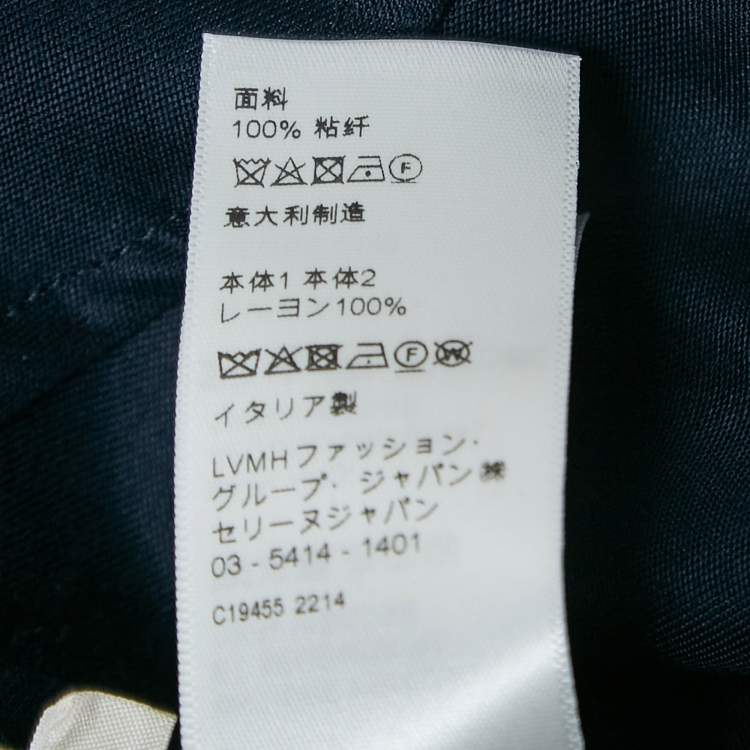 面料
100% 粘纤
意大利制造
本体1 本体2
レーヨン100%
イタリア製
LVMHファッション·
グループ·ジャパン㈱
セリーヌジャパン
03 - 5414 - 1401
C19455 2214